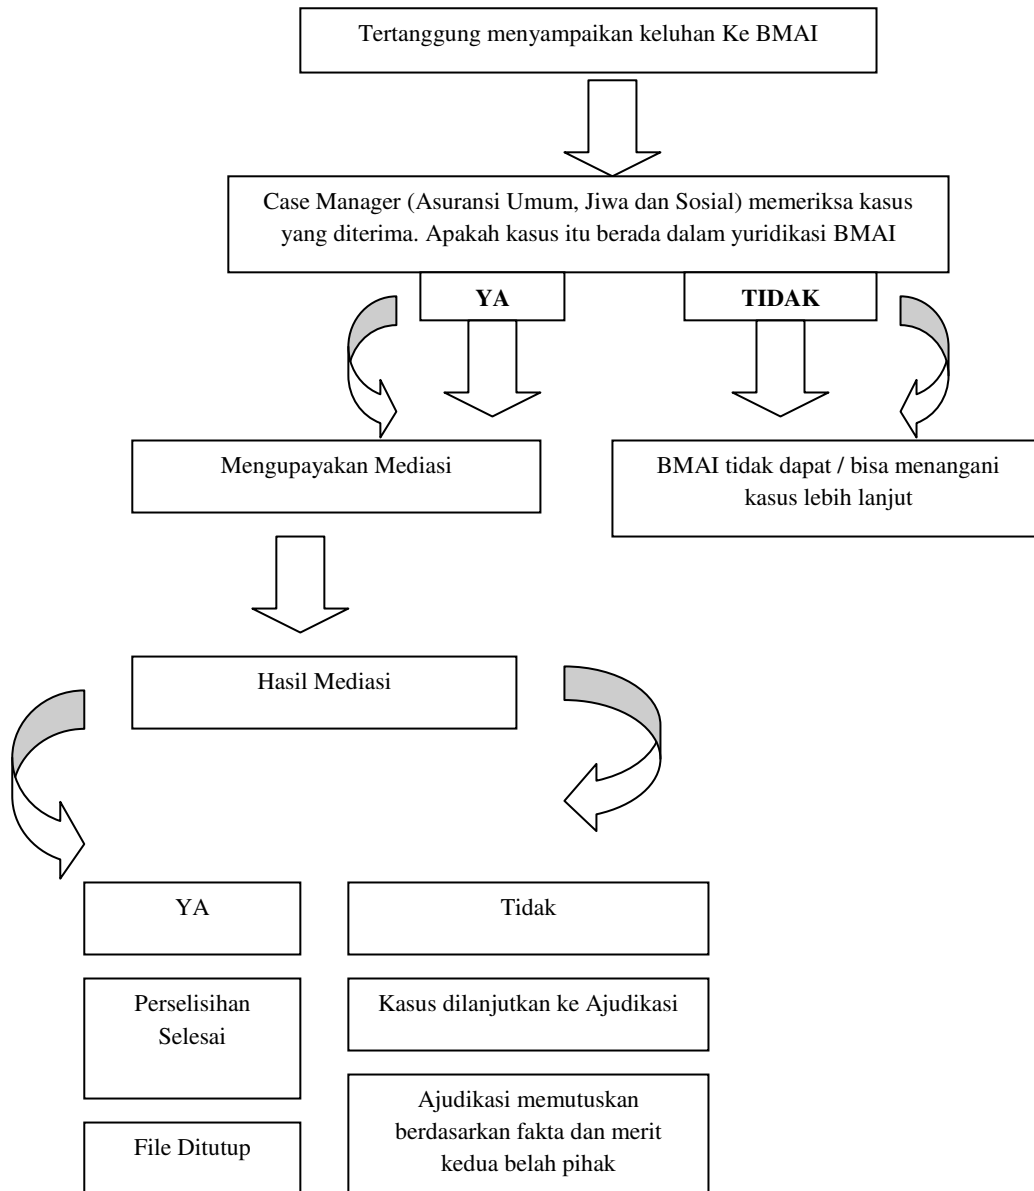 Tertanggung menyampaikan keluhan Ke BMAI
Case Manager (Asuransi Umum, Jiwa dan Sosial) memeriksa kasus
yang diterima. Apakah kasus itu berada dalam yuridikasi BMAI
YA
TIDAK
Mengupayakan Mediasi
BMAI tidak dapat / bisa menangani
kasus lebih lanjut
Hasil Mediasi
YA
Tidak
Perselisihan
Selesai
Kasus dilanjutkan ke Ajudikasi
File Ditutup
Ajudikasi memutuskan
berdasarkan fakta dan merit
kedua belah pihak